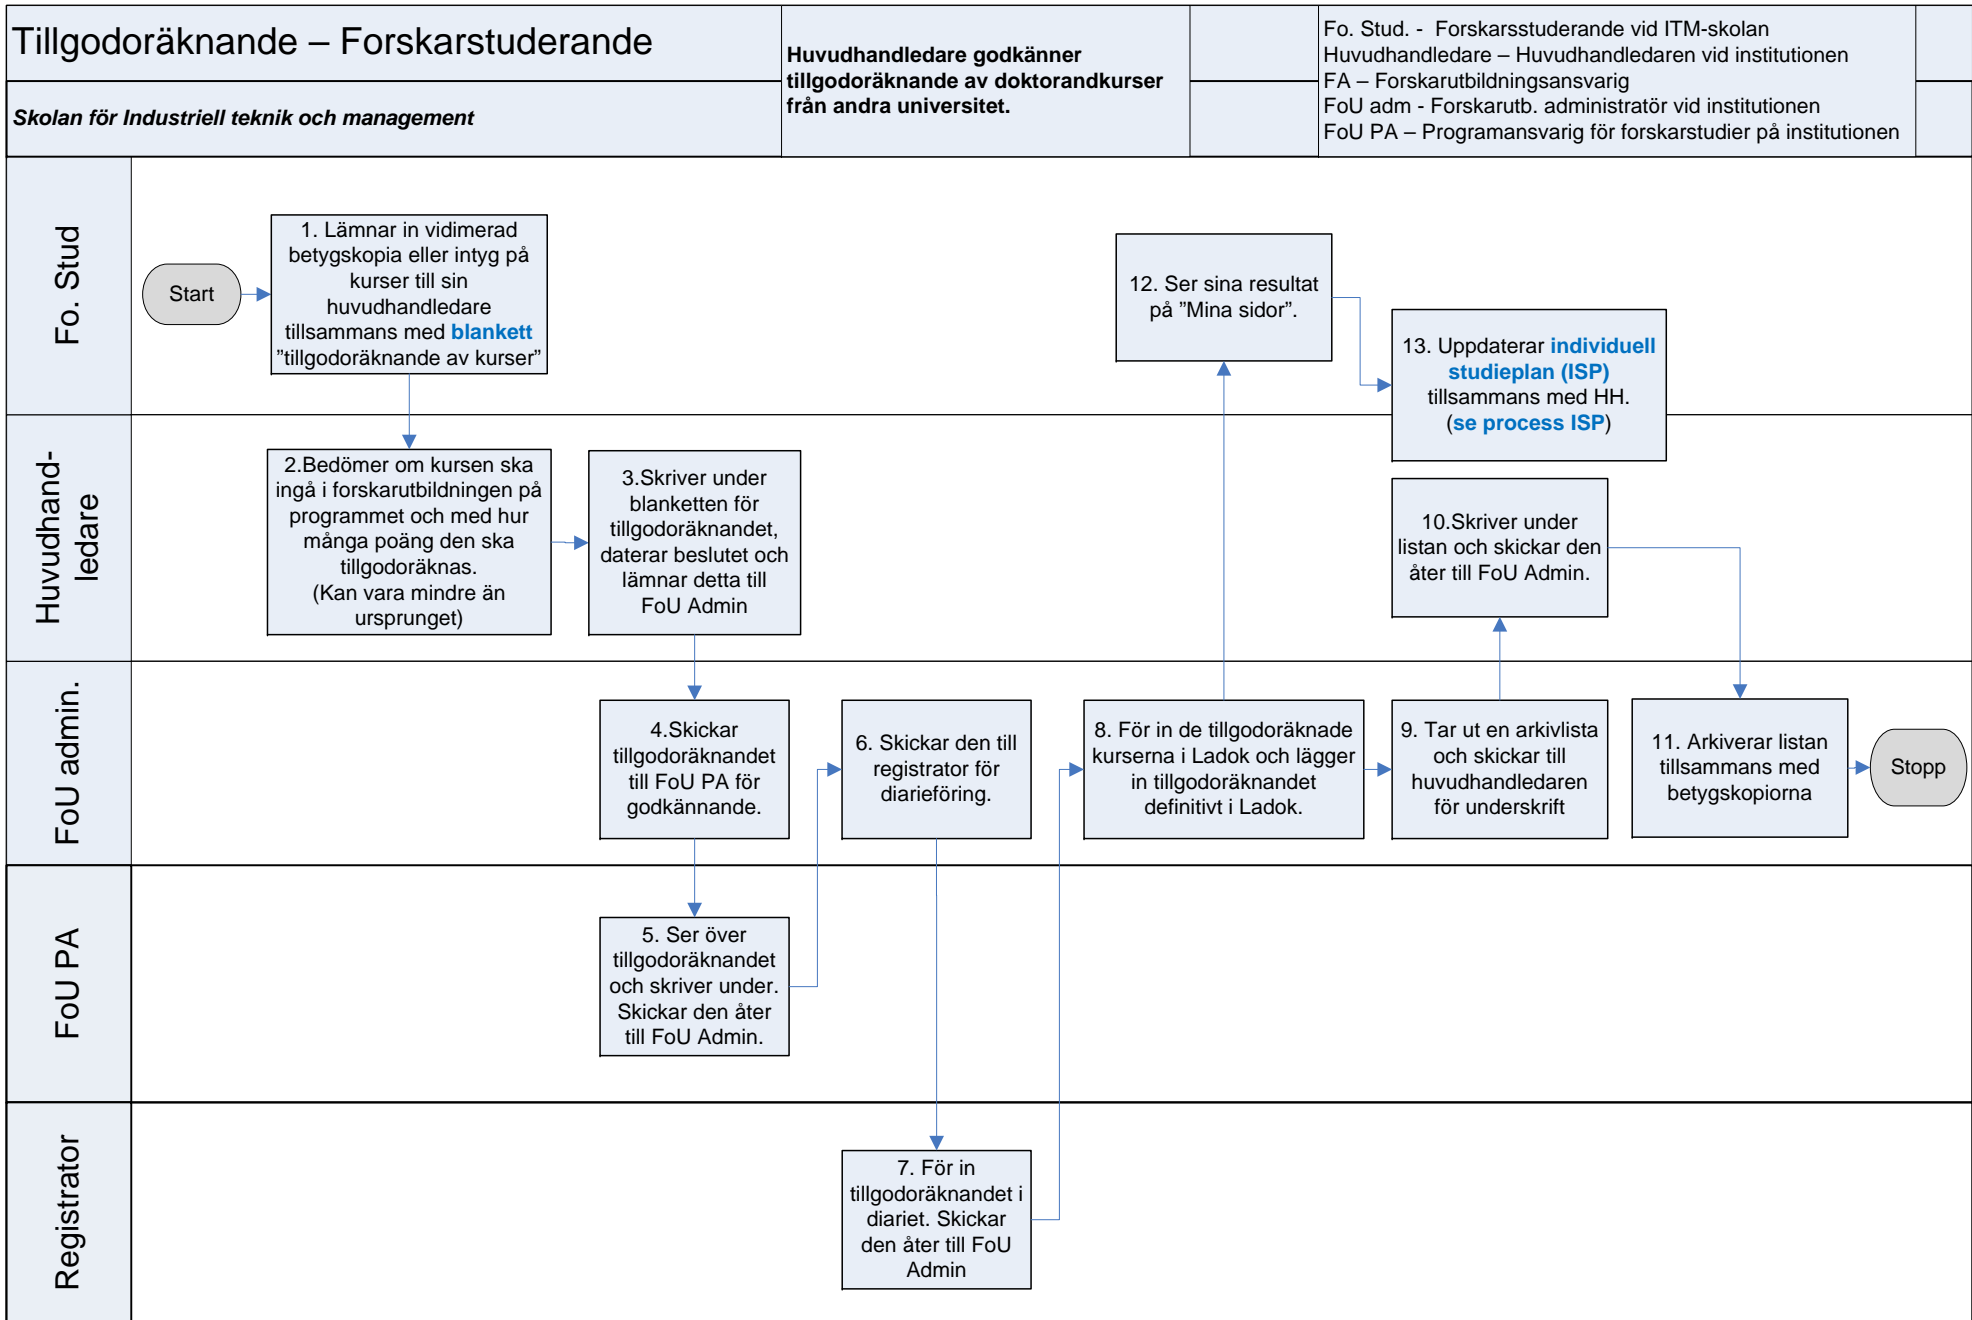 Tillgodoräknande – Forskarstuderande
Skolan för Industriell teknik och management
Huvudhandledare godkänner
tillgodoräknande av doktorandkurser
från andra universitet.
Fo. Stud. - Forskarsstuderande vid ITM-skolan
Huvudhandledare – Huvudhandledaren vid institutionen
FA – Forskarutbildningsansvarig
FoU adm - Forskarutb. administratör vid institutionen
FoU PA – Programansvarig för forskarstudier på institutionen
Fo. Stud
Start
1. Lämnar in vidimerad
betygskopia eller intyg på
kurser till sin
huvudhandledare
tillsammans med blankett
”tillgodoräknande av kurser”
12. Ser sina resultat
på ”Mina sidor”.
13. Uppdaterar individuell
studieplan (ISP)
tillsammans med HH.
(se process ISP)
Huvudhand-
ledare
2.Bedömer om kursen ska
ingå i forskarutbildningen på
programmet och med hur
många poäng den ska
tillgodoräknas.
(Kan vara mindre än
ursprunget)
3.Skriver under
blanketten för
tillgodoräknandet,
daterar beslutet och
lämnar detta till
FoU Admin
10.Skriver under
listan och skickar den
åter till FoU Admin.
FoU admin.
4.Skickar
tillgodoräknandet
till FoU PA för
godkännande.
6. Skickar den till
registrator för
diarieföring.
8. För in de tillgodoräknade
kurserna i Ladok och lägger
in tillgodoräknandet
definitivt i Ladok.
9. Tar ut en arkivlista
och skickar till
huvudhandledaren
för underskrift
11. Arkiverar listan
tillsammans med
betygskopiorna
Stopp
FoU PA
5. Ser över
tillgodoräknandet
och skriver under.
Skickar den åter
till FoU Admin.
Registrator
7. För in
tillgodoräknandet i
diariet. Skickar
den åter till FoU
Admin